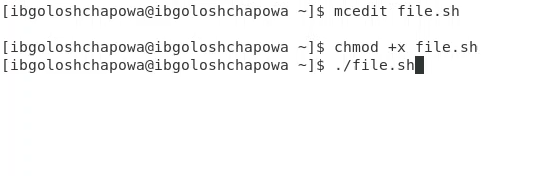 [ibgoloshchapowa@ibgoloshchapowa ~]$ mcedit file.sh
[ibgoloshchapowa@ibgoloshchapowa ~]$ chmod +x file.sh
[ibgoloshchapowa@ibgoloshchapowa ~]$ ./file.sh